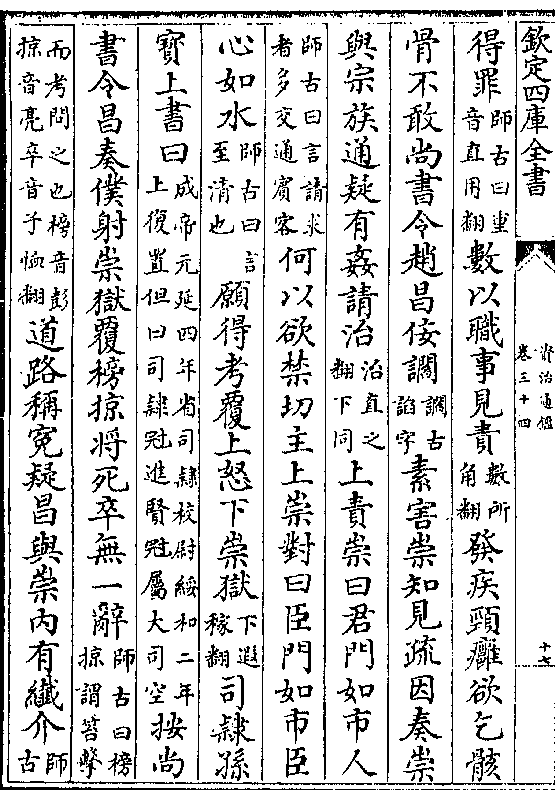 欽定四庫全書
資治通鑑
卷三十四
十七
得罪師古曰重音直用翻數以職事見責數所角翻發疾頸癰欲乞骸
骨不敢尚書令趙昌佞讇讇古諂字素害崇知見疏因奏崇
與宗族通疑有姦請治治直之翻下同上責崇曰君門如市人
師古曰言請求者多交通賓客何以欲禁切主上崇對曰臣門如市臣
心如水師古曰言至清也願得考覆上怒下崇獄下遐稼翻司隸孫
寶上書曰成帝元延四年省司隸校尉綏和二年上復置但曰司隸冠進賢冠屬大司空按尚
書令昌奏僕射崇獄覆榜掠將死卒無一辭師古曰榜掠謂笞擊
而考問之也榜音彭掠音亮卒音子恤翻道路稱寃疑昌與崇内有纎介師古